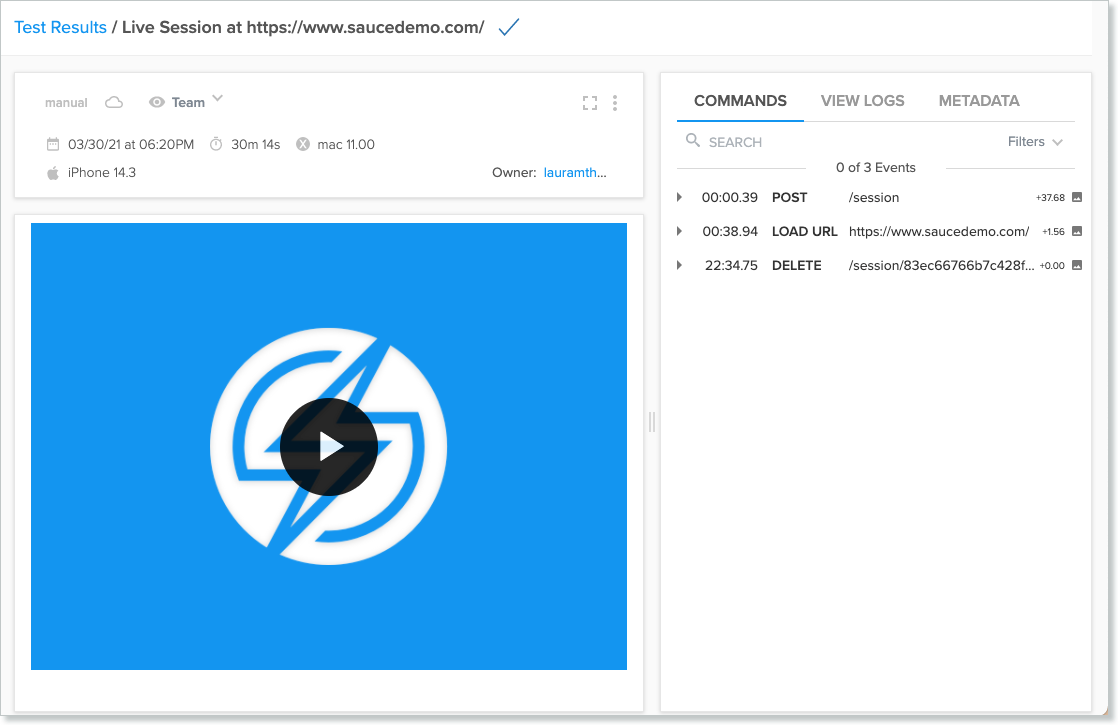 Test Results / Live Session at https://www.saucedemo.com/
manual Team
03/30/21 at 06:20PM 30m 14s mac 11.00
iPhone 14.3 Owner: lauramth...
COMMANDS VIEW LOGS METADATA
SEARCH Filters
0 of 3 Events
00:00.39 POST /session +37.68
00:38.94 LOAD URL https://www.saucedemo.com/ +1.56
22:34.75 DELETE /session/83ec66766b7c428f... +0.00